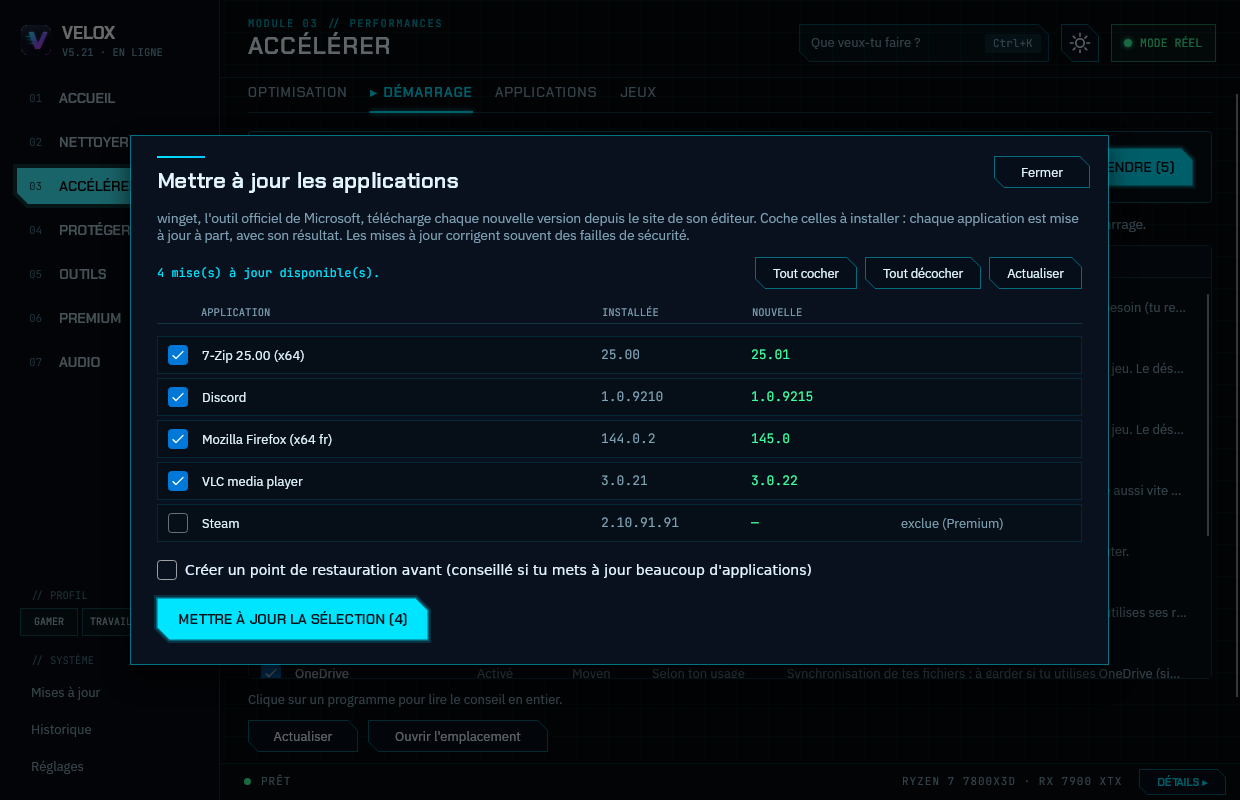 VELOX
V5.21 · EN LIGNE
MODULE 03 // PERFORMANCES
ACCÉLÉRER
Que veux-tu faire ?
Ctrl+K
MODE RÉEL
01 ACCUEIL
02 NETTOYER
03 ACCÉLÉRE
04 PROTÉGER
05 OUTILS
06 PREMIUM
07 AUDIO
// PROFIL
GAMER
TRAVAIL
// SYSTÈME
Mises à jour
Historique
Réglages
OPTIMISATION
▸ DÉMARRAGE
APPLICATIONS
JEUX
ENDRE (5)
rrage.
Mettre à jour les applications
Fermer
winget, l'outil officiel de Microsoft, télécharge chaque nouvelle version depuis le site de son éditeur. Coche celles à installer : chaque application est mise
à jour à part, avec son résultat. Les mises à jour corrigent souvent des failles de sécurité.
4 mise(s) à jour disponible(s).
Tout cocher
Tout décocher
Actualiser
APPLICATION INSTALLÉE NOUVELLE
7-Zip 25.00 (x64) 25.00 25.01
Discord 1.0.9210 1.0.9215
Mozilla Firefox (x64 fr) 144.0.2 145.0
VLC media player 3.0.21 3.0.22
Steam 2.10.91.91 — exclue (Premium)
Créer un point de restauration avant (conseillé si tu mets à jour beaucoup d'applications)
METTRE À JOUR LA SÉLECTION (4)
esoin (tu re...
jeu. Le dés...
jeu. Le dés...
aussi vite ...
ter.
tilises ses r...
OneDrive Activé Moyen Selon ton usage Synchronisation de tes fichiers : à garder si tu utilises OneDrive (si...
Clique sur un programme pour lire le conseil en entier.
Actualiser
Ouvrir l'emplacement
PRÊT
RYZEN 7 7800X3D · RX 7900 XTX
DÉTAILS ▸